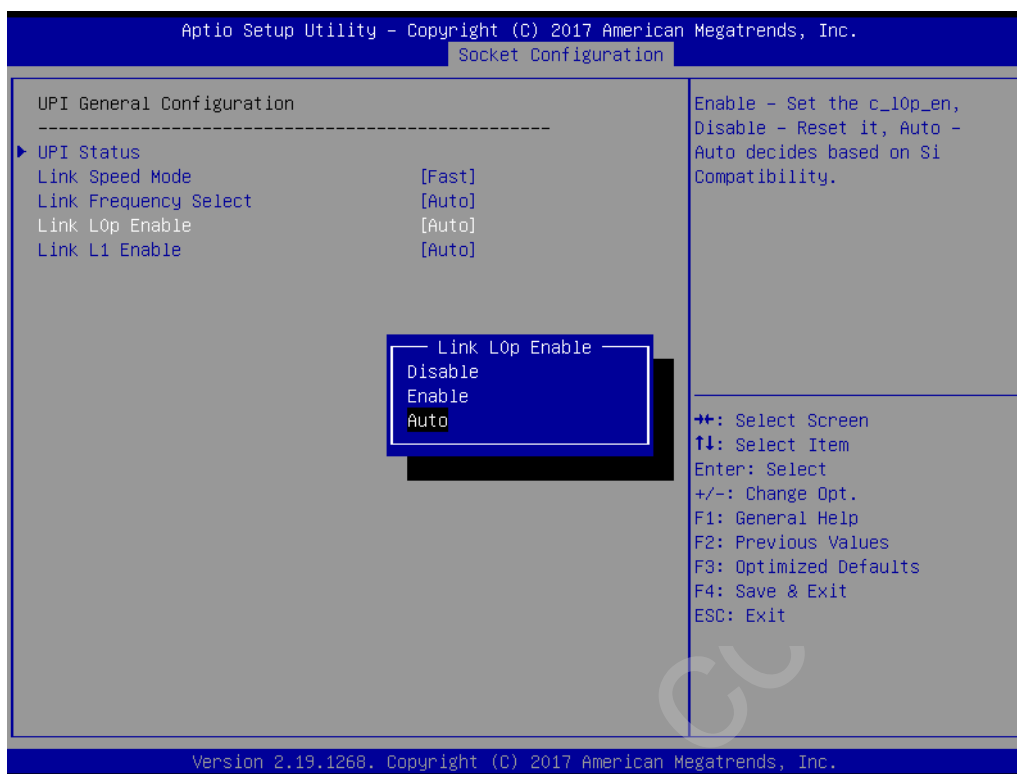 Aptio Setup Utility – Copyright (C) 2017 American Megatrends, Inc.
Socket Configuration
UPI General Configuration
--------------------------------------------------
UPI Status
Link Speed Mode [Fast]
Link Frequency Select [Auto]
Link L0p Enable [Auto]
Link L1 Enable [Auto]
Enable – Set the c_l0p_en,
Disable – Reset it, Auto –
Auto decides based on Si
Compatibility.
Link L0p Enable
Disable
Enable
Auto
→←: Select Screen
↑↓: Select Item
Enter: Select
+/-: Change Opt.
F1: General Help
F2: Previous Values
F3: Optimized Defaults
F4: Save & Exit
ESC: Exit
Version 2.19.1268. Copyright (C) 2017 American Megatrends, Inc.